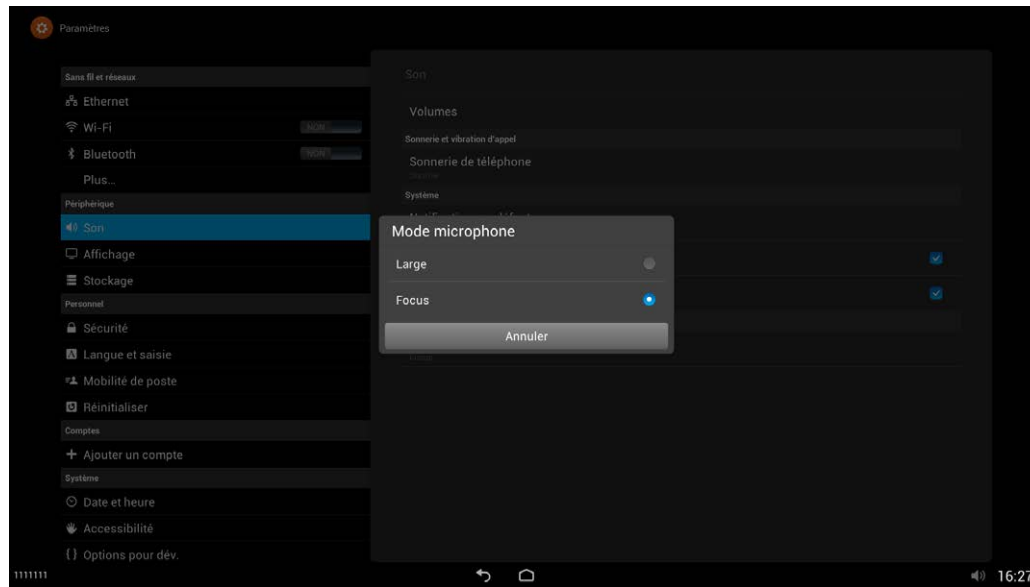 Paramètres
Sans fil et réseaux
Ethernet
Wi-Fi
NON
Bluetooth
NON
Plus...
Périphérique
Son
Affichage
Stockage
Personnel
Sécurité
Langue et saisie
Mobilité de poste
Réinitialiser
Comptes
Ajouter un compte
Système
Date et heure
Accessibilité
{ } Options pour dév.
Son
Volumes
Sonnerie et vibration d'appel
Sonnerie de téléphone
Système
Mode microphone
Large
Focus
Annuler
Focus
1111111
16:27